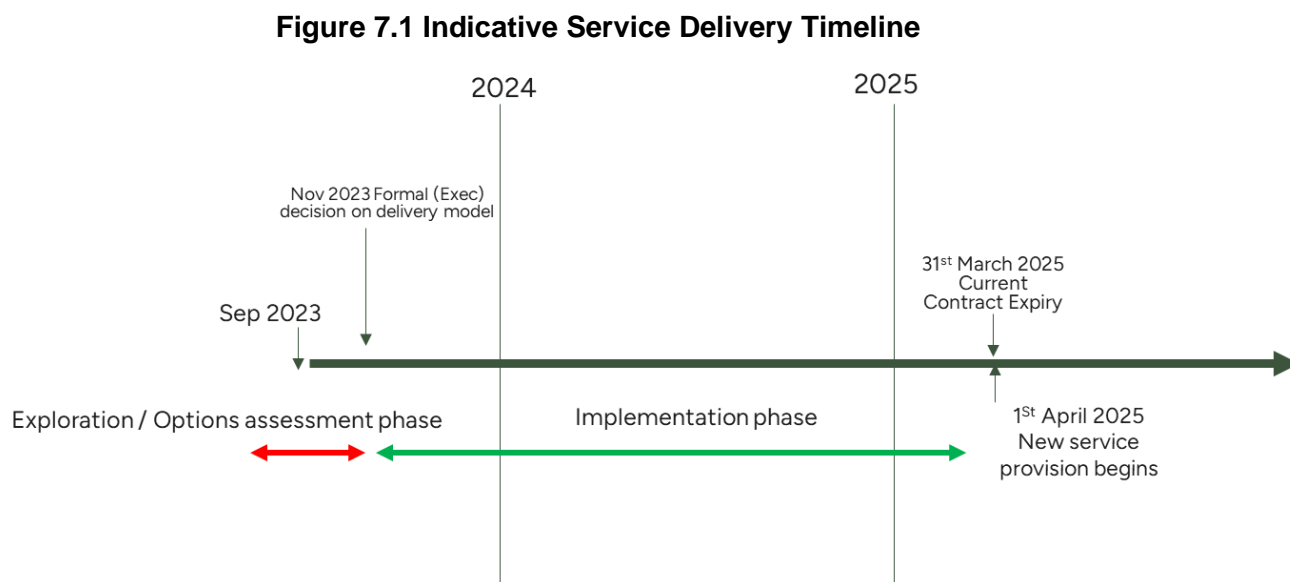 Figure 7.1 Indicative Service Delivery Timeline
2024
2025
Nov 2023 Formal (Exec)
decision on delivery model
Sep 2023
31st March 2025
Current
Contract Expiry
Exploration / Options assessment phase
Implementation phase
1St April 2025
New service
provision begins